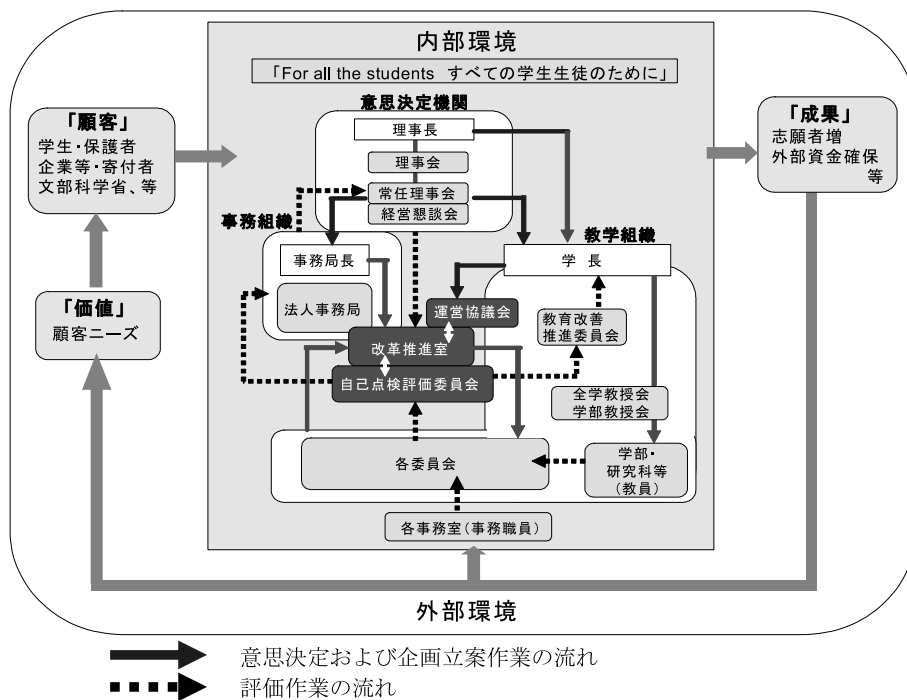 内部環境
「For all the students すべての学生生徒のために」
意思決定機関
理事長
理事会
常任理事会
経営懇談会
「顧客」
学生・保護者
企業等・寄付者
文部科学省、等
「成果」
志願者増
外部資金確保
等
事務組織
事務局長
法人事務局
教学組織
学 長
運営協議会
教育改善
推進委員会
「価値」
顧客ニーズ
改革推進室
自己点検評価委員会
全学教授会
学部教授会
各委員会
学部・
研究科等
（教員）
各事務室（事務職員）
外部環境
意思決定および企画立案作業の流れ
評価作業の流れ